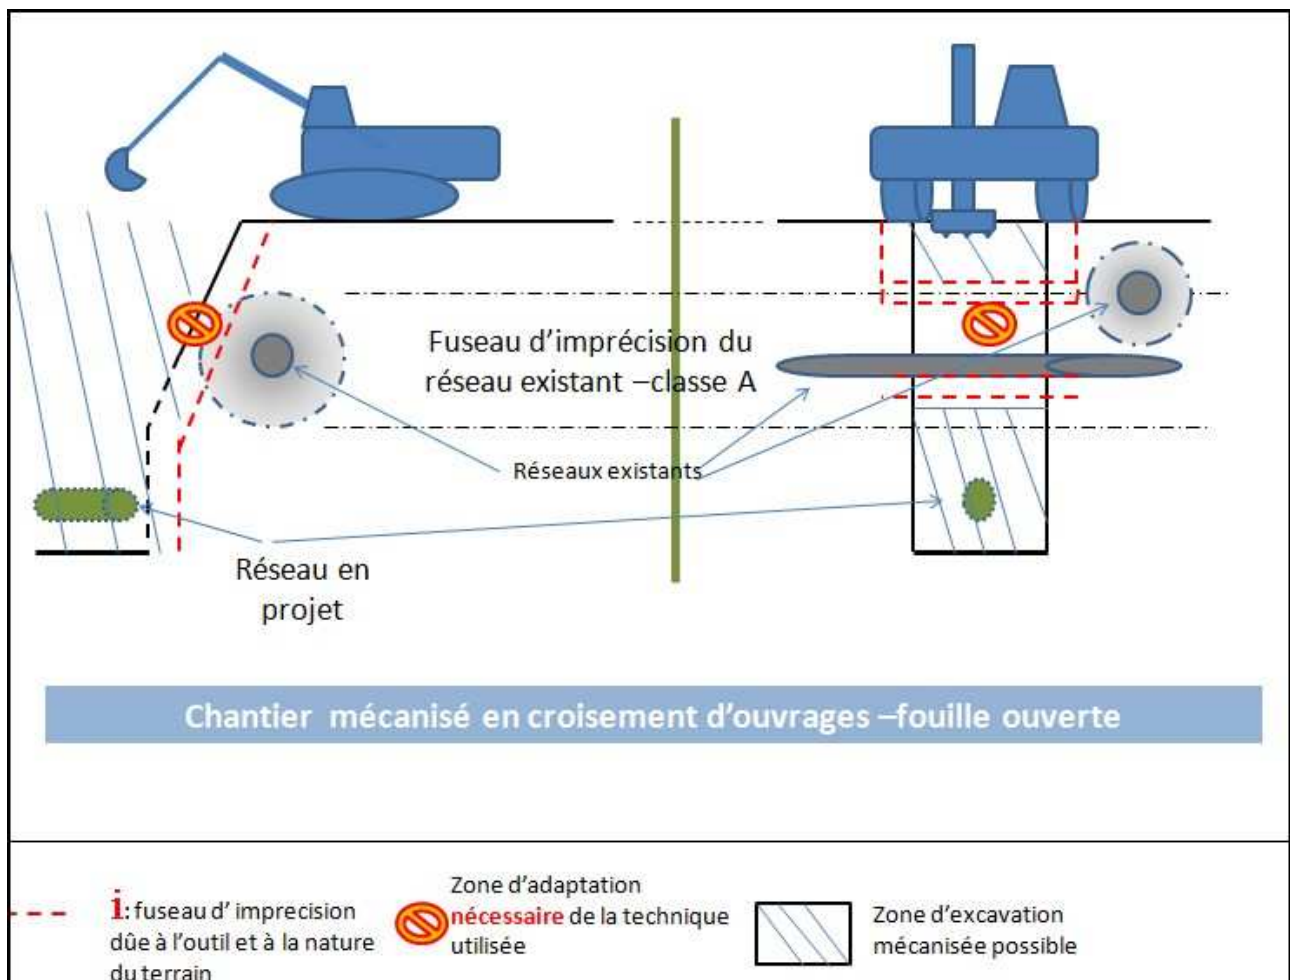 Fuseau d'imprécision du
réseau existant –classe A
Réseaux existants
Réseau en
projet
Chantier mécanisé en croisement d'ouvrages –fouille ouverte
i: fuseau d' imprecision
dûe à l'outil et à la nature
du terrain
Zone d'adaptation
nécessaire de la technique
utilisée
Zone d'excavation
mécanisée possible